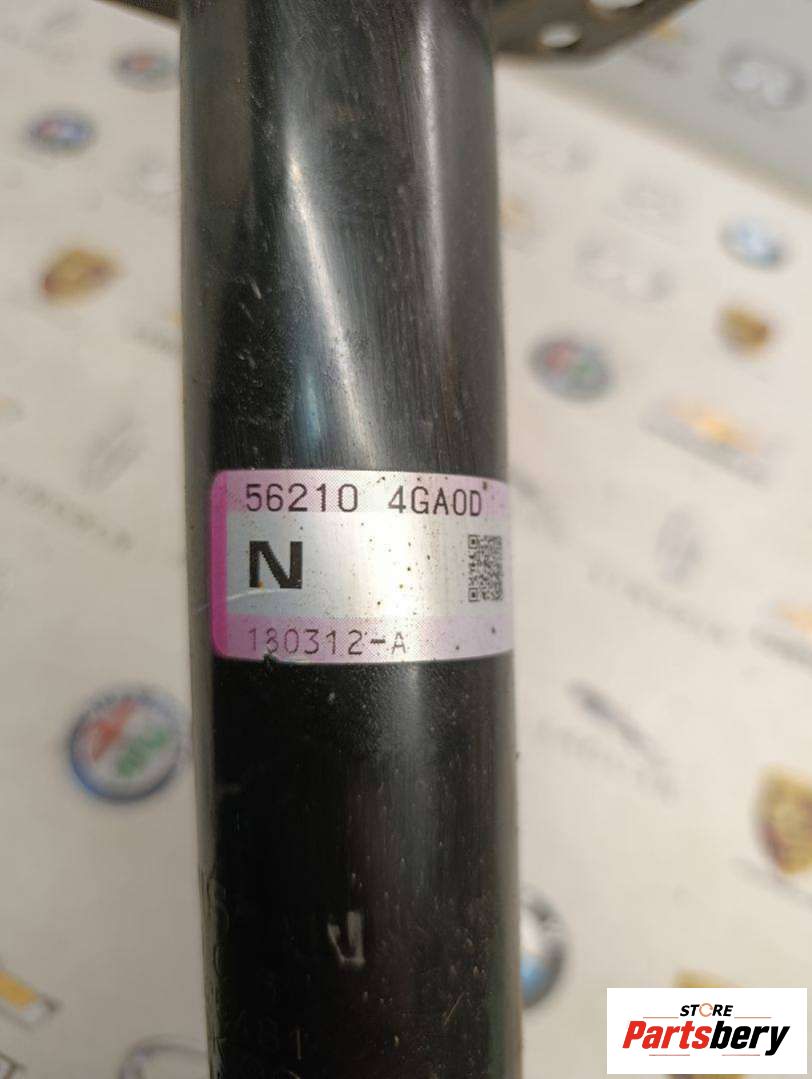 56210 4GA0D
N
130312-A
STORE
Partsbery